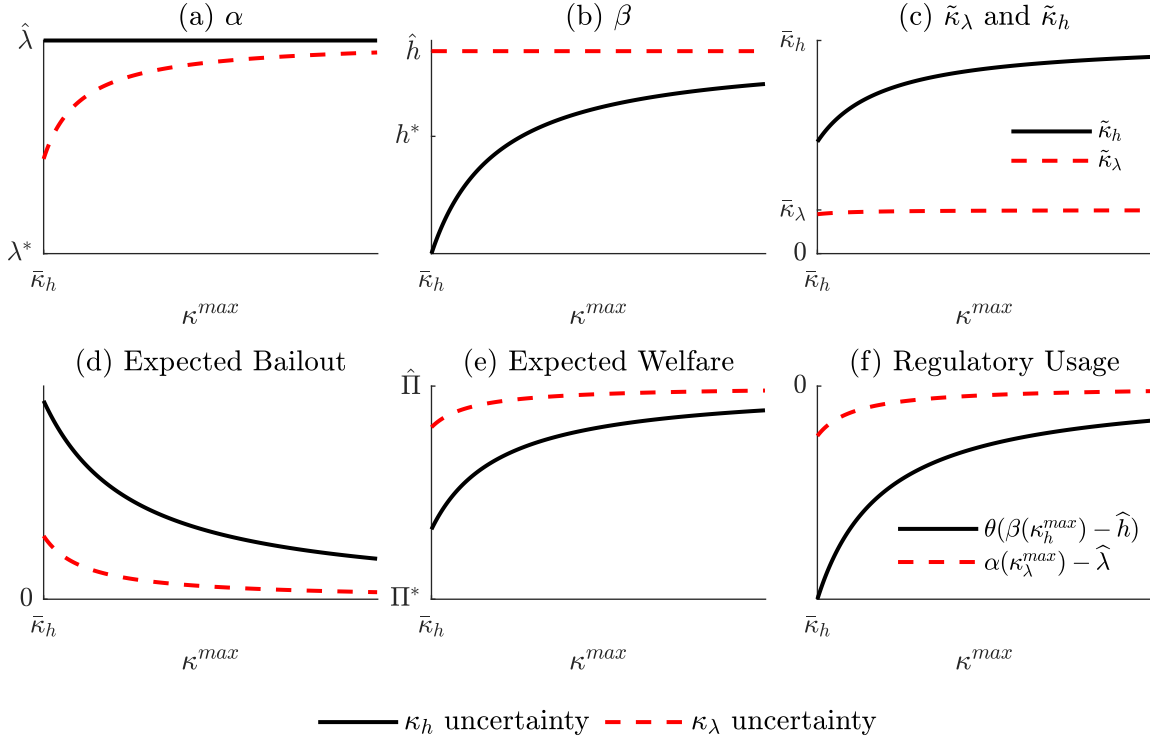 (a) α
λ̂
λ*
κ̄_h
κ^{max}
(b) β
ĥ
h*
κ̄_h
κ^{max}
(c) κ̃_λ and κ̃_h
κ̄_h
κ̃_h
κ̃_λ
κ̄_λ
0
κ^{max}
(d) Expected Bailout
0
κ̄_h
κ^{max}
(e) Expected Welfare
Π̂
Π*
κ̄_h
κ^{max}
(f) Regulatory Usage
0
θ(β(κ_h^{max}) − ĥ)
α(κ_λ^{max}) − λ̂
κ̄_h
κ^{max}
κ_h uncertainty
κ_λ uncertainty